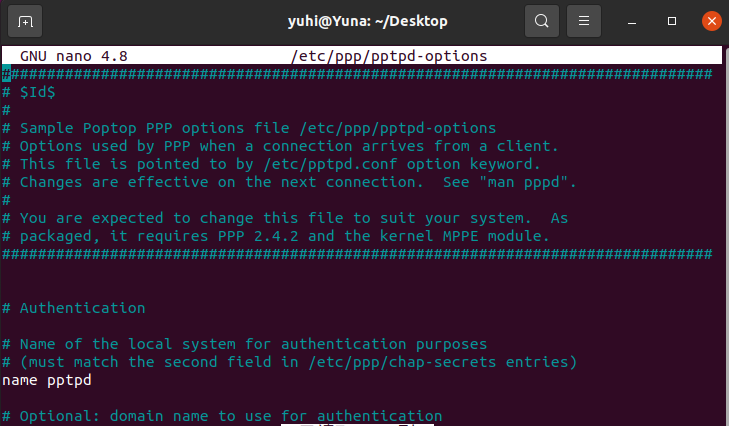 yuhi@Yuna: ~/Desktop
GNU nano 4.8 /etc/ppp/pptpd-options
###############################################################################
# $Id$
#
# Sample Poptop PPP options file /etc/ppp/pptpd-options
# Options used by PPP when a connection arrives from a client.
# This file is pointed to by /etc/pptpd.conf option keyword.
# Changes are effective on the next connection.  See "man pppd".
#
# You are expected to change this file to suit your system.  As
# packaged, it requires PPP 2.4.2 and the kernel MPPE module.
###############################################################################
# Authentication
# Name of the local system for authentication purposes
# (must match the second field in /etc/ppp/chap-secrets entries)
name pptpd
# Optional: domain name to use for authentication